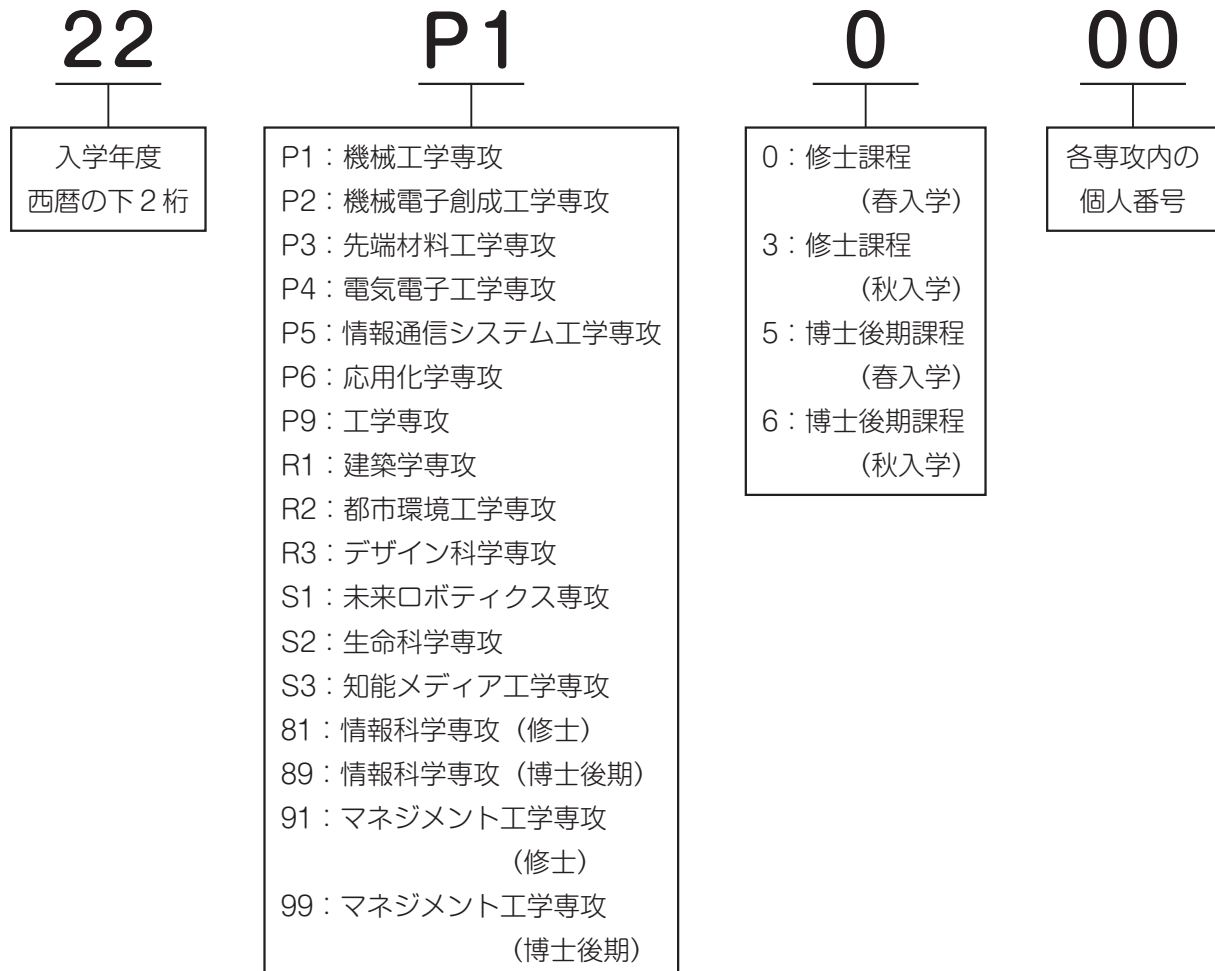 22 P1 0 00
入学年度
西暦の下2桁
P1：機械工学専攻
P2：機械電子創成工学専攻
P3：先端材料工学専攻
P4：電気電子工学専攻
P5：情報通信システム工学専攻
P6：応用化学専攻
P9：工学専攻
R1：建築学専攻
R2：都市環境工学専攻
R3：デザイン科学専攻
S1：未来ロボティクス専攻
S2：生命科学専攻
S3：知能メディア工学専攻
81：情報科学専攻（修士）
89：情報科学専攻（博士後期）
91：マネジメント工学専攻
（修士）
99：マネジメント工学専攻
（博士後期）
0：修士課程
（春入学）
3：修士課程
（秋入学）
5：博士後期課程
（春入学）
6：博士後期課程
（秋入学）
各専攻内の
個人番号